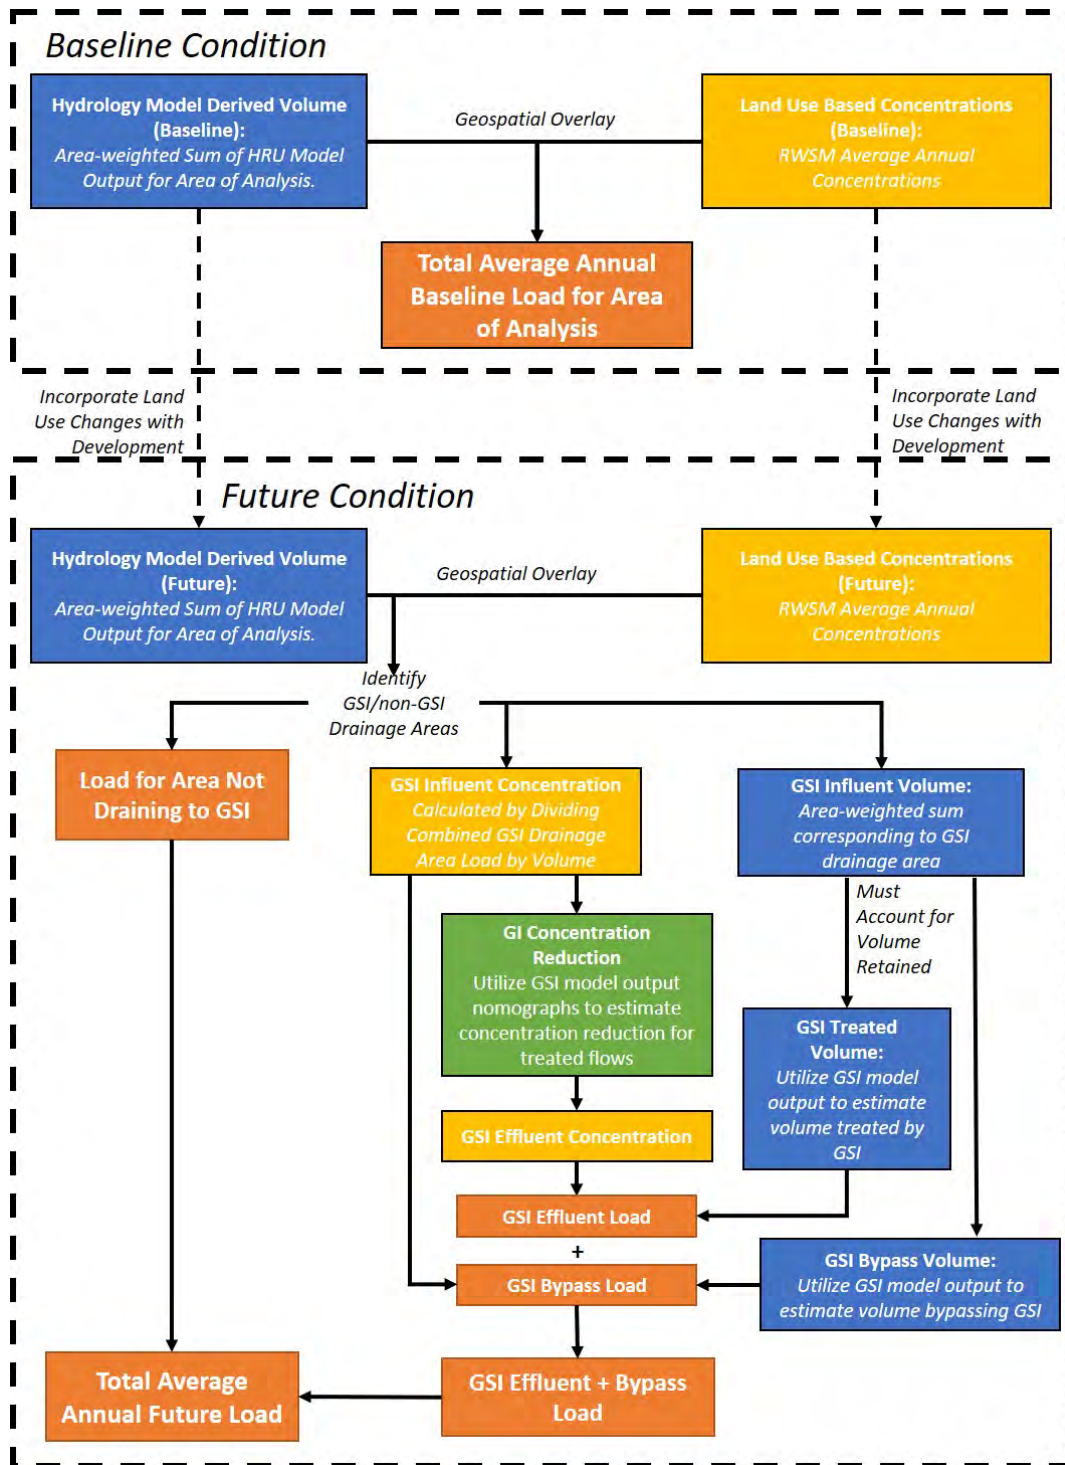 Baseline Condition
Hydrology Model Derived Volume
(Baseline):
Area-weighted Sum of HRU Model
Output for Area of Analysis.
Geospatial Overlay
Land Use Based Concentrations
(Baseline):
RWSM Average Annual
Concentrations
Total Average Annual
Baseline Load for Area
of Analysis
Incorporate Land
Use Changes with
Development
Incorporate Land
Use Changes with
Development
Future Condition
Hydrology Model Derived Volume
(Future):
Area-weighted Sum of HRU Model
Output for Area of Analysis.
Geospatial Overlay
Land Use Based Concentrations
(Future):
RWSM Average Annual
Concentrations
Identify
GSI/non-GSI
Drainage Areas
Load for Area Not
Draining to GSI
GSI Influent Concentration
Calculated by Dividing
Combined GSI Drainage
Area Load by Volume
GSI Influent Volume:
Area-weighted sum
corresponding to GSI
drainage area
Must
Account for
Volume
Retained
GI Concentration
Reduction
Utilize GSI model output
nomographs to estimate
concentration reduction for
treated flows
GSI Treated
Volume:
Utilize GSI model
output to estimate
volume treated by
GSI
GSI Effluent Concentration
GSI Effluent Load
+
GSI Bypass Load
GSI Bypass Volume:
Utilize GSI model output to
estimate volume bypassing GSI
Total Average
Annual Future Load
GSI Effluent + Bypass
Load